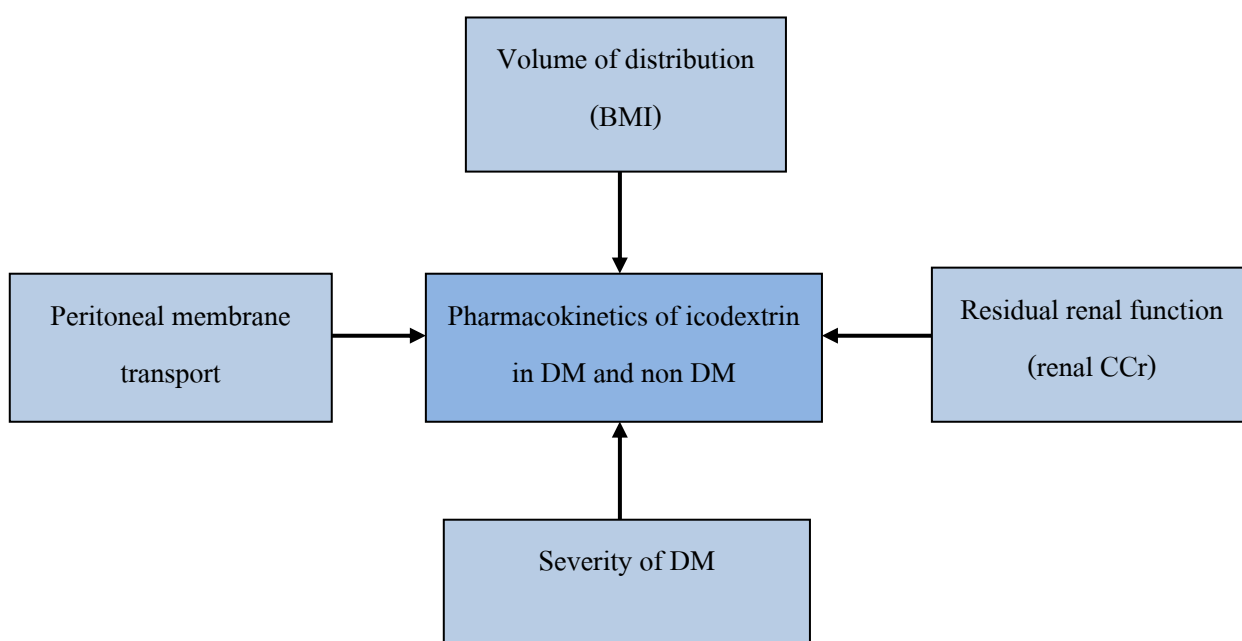 Volume of distribution
(BMI)
Peritoneal membrane
transport
Pharmacokinetics of icodextrin
in DM and non DM
Residual renal function
(renal CCr)
Severity of DM